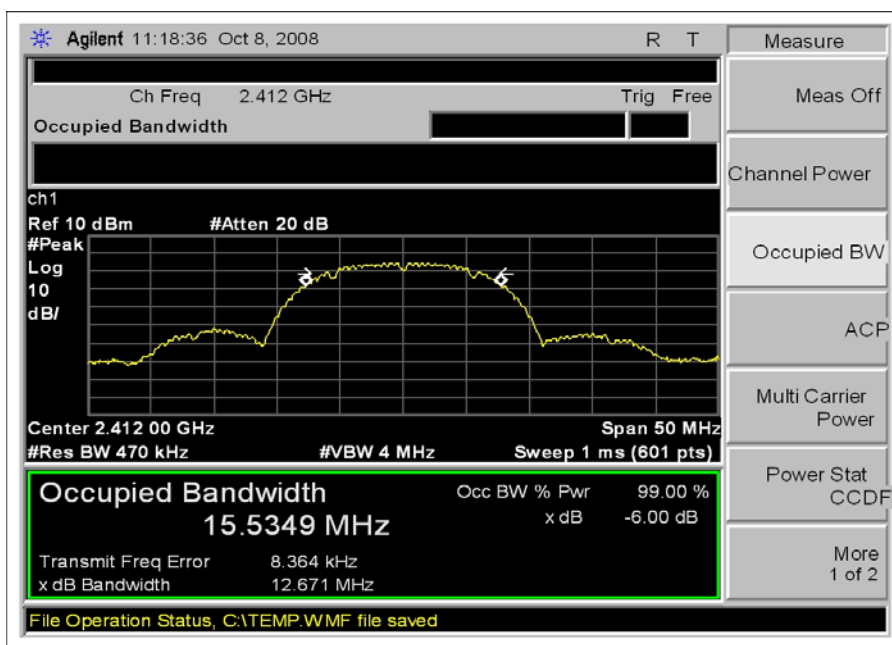 Agilent 11:18:36 Oct 8, 2008 R T
Measure
Ch Freq 2.412 GHz Trig Free
Occupied Bandwidth
Meas Off
Channel Power
Occupied BW
ACP
Multi Carrier
Power
Power Stat
CCDF
More
1 of 2
ch1
Ref 10 dBm #Atten 20 dB
#Peak
Log
10
dB/
Center 2.412 00 GHz Span 50 MHz
#Res BW 470 kHz #VBW 4 MHz Sweep 1 ms (601 pts)
Occupied Bandwidth
15.5349 MHz
Occ BW % Pwr 99.00 %
x dB -6.00 dB
Transmit Freq Error 8.364 kHz
x dB Bandwidth 12.671 MHz
File Operation Status, C:\TEMP.WMF file saved